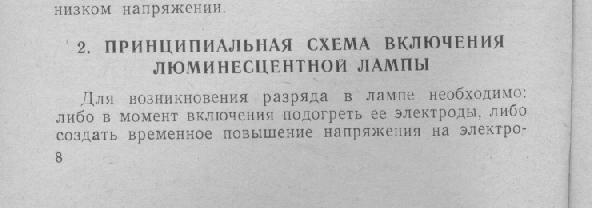 низком напряжении.
2. ПРИНЦИПИАЛЬНАЯ СХЕМА ВКЛЮЧЕНИЯ
ЛЮМИНЕСЦЕНТНОЙ ЛАМПЫ
Для возникновения разряда в лампе необходимо:
либо в момент включения подогреть ее электроды, либо
создать временное повышение напряжения на электро-
8